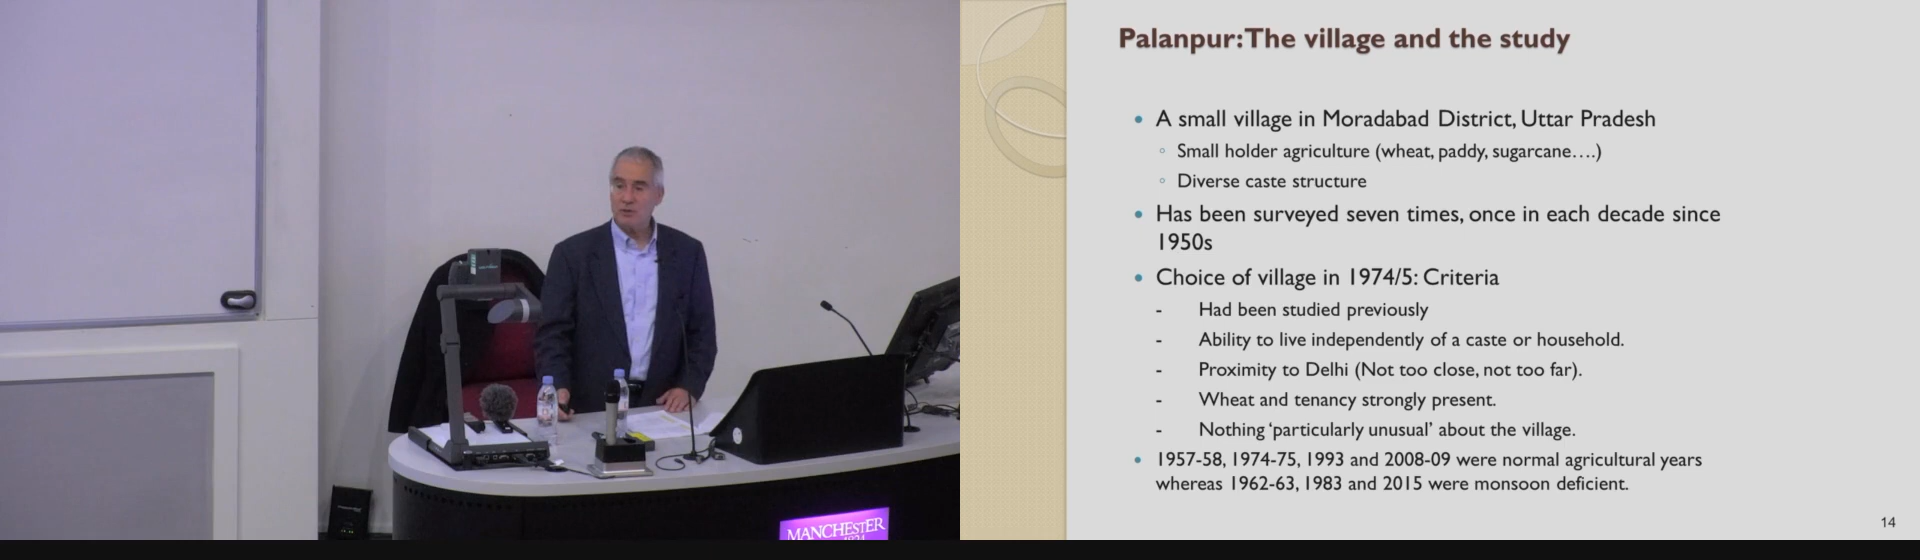 MANCHESTER
1824
Palanpur: The village and the study
• A small village in Moradabad District, Uttar Pradesh
◦ Small holder agriculture (wheat, paddy, sugarcane….)
◦ Diverse caste structure
• Has been surveyed seven times, once in each decade since
1950s
• Choice of village in 1974/5: Criteria
- Had been studied previously
- Ability to live independently of a caste or household.
- Proximity to Delhi (Not too close, not too far).
- Wheat and tenancy strongly present.
- Nothing ‘particularly unusual’ about the village.
• 1957-58, 1974-75, 1993 and 2008-09 were normal agricultural years
whereas 1962-63, 1983 and 2015 were monsoon deficient.
14